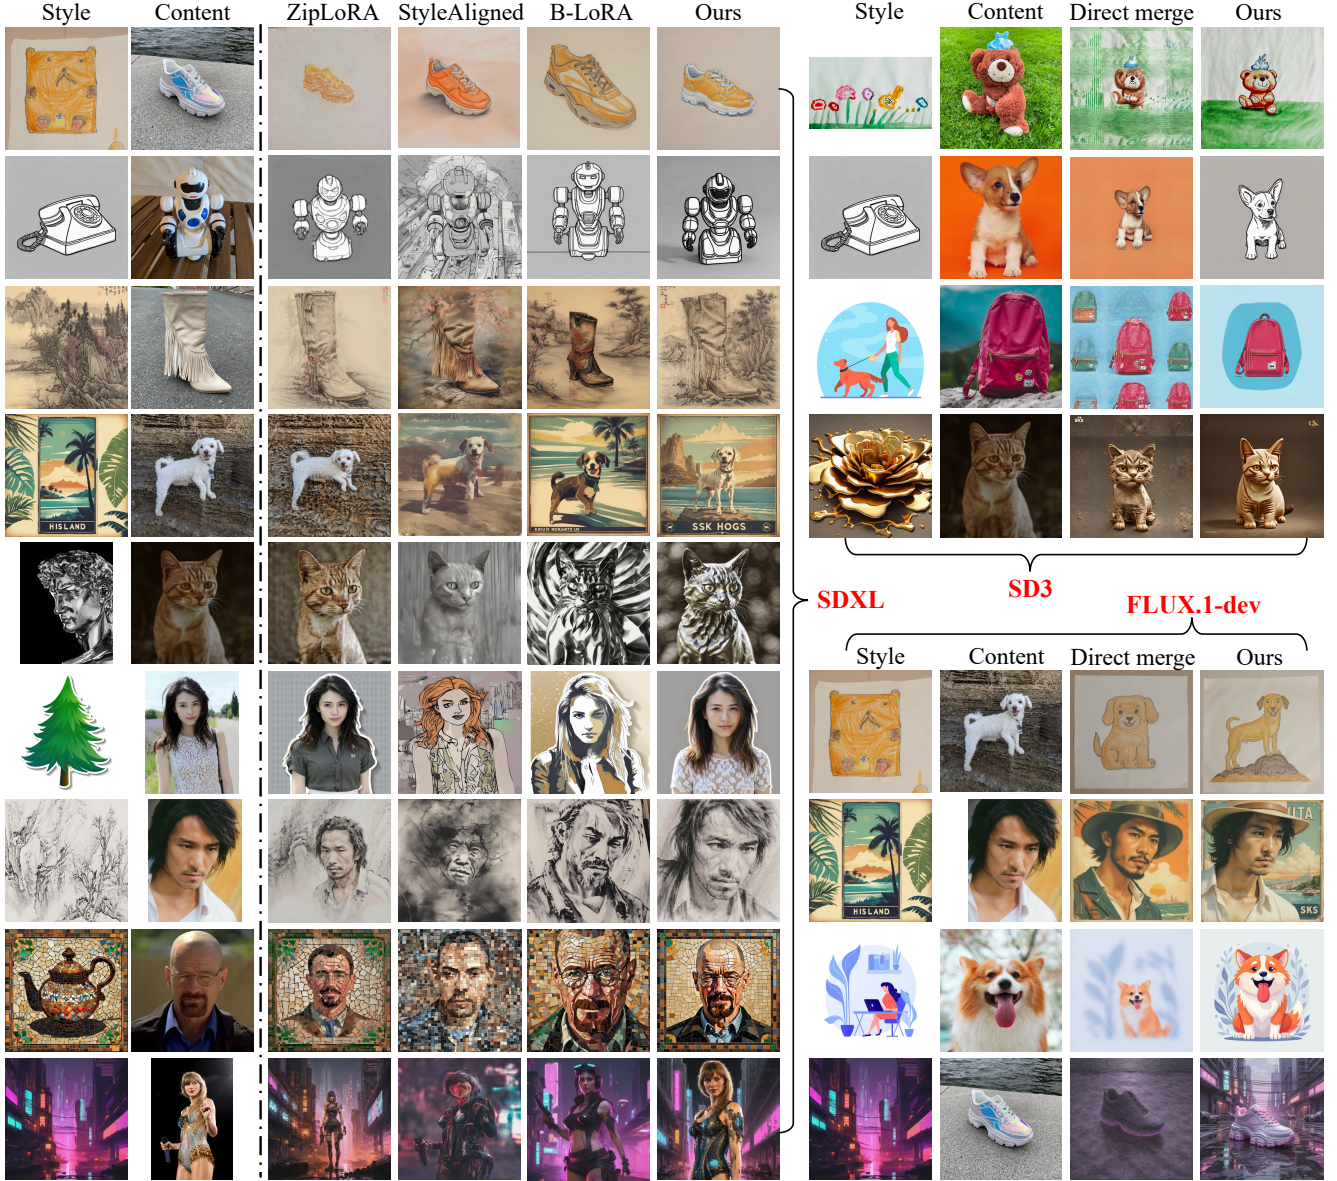 Style Content ZipLoRA StyleAligned B-LoRA Ours
HISLAND
SSK HOGS
SDXL
Style Content Direct merge Ours
SKS
SD3
FLUX.1-dev
Style Content Direct merge Ours
HISLAND
SKS